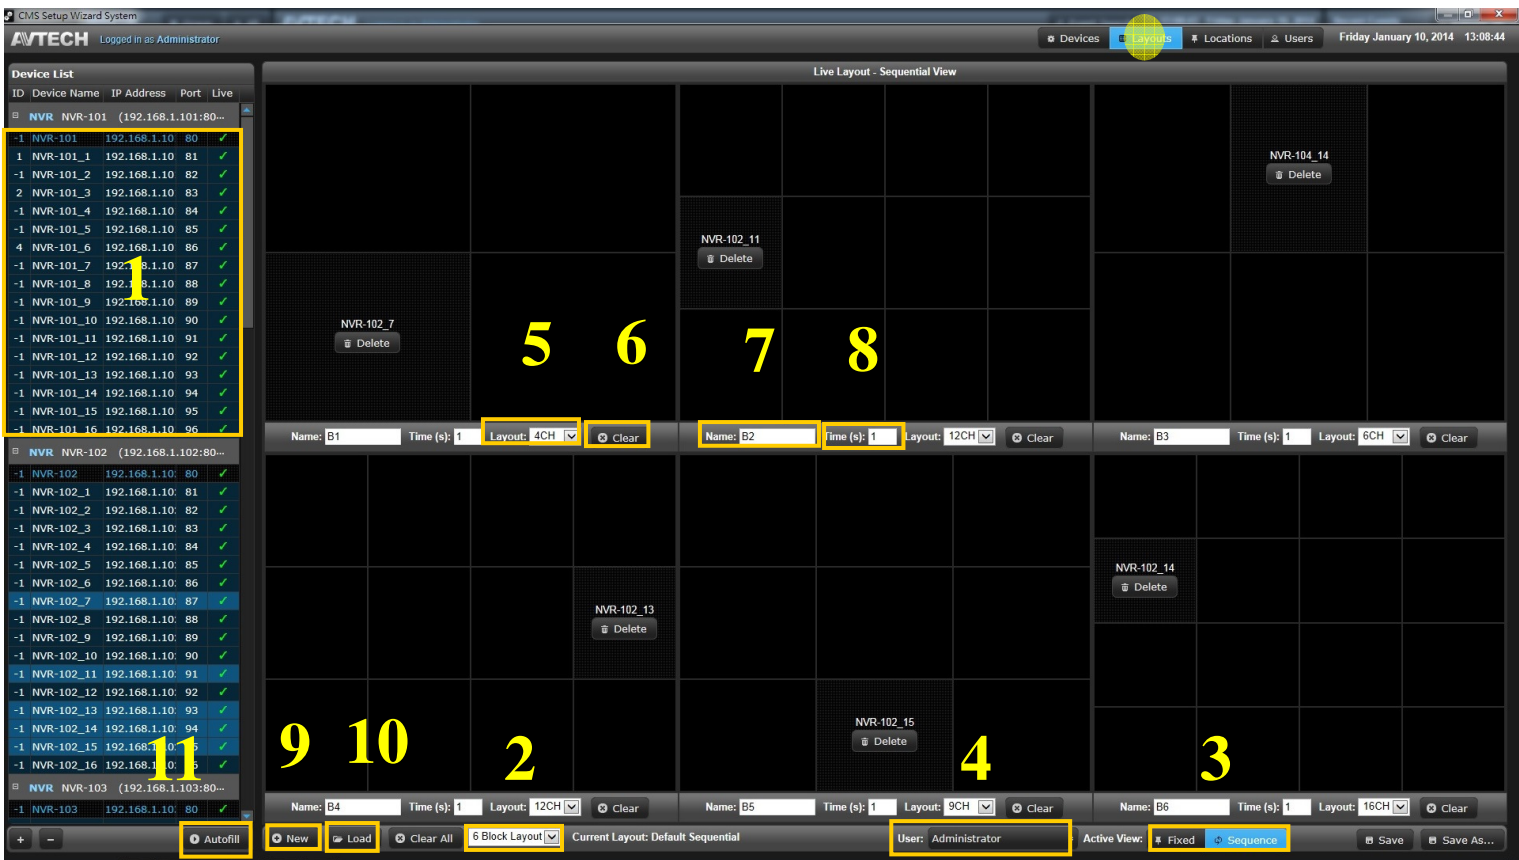 CMS Setup Wizard System
AVTECH Logged in as Administrator
Devices Layouts Locations Users Friday January 10, 2014 13:08:44
Device List
Live Layout - Sequential View
ID Device Name IP Address Port Live
NVR NVR-101 (192.168.1.101:80...
-1 NVR-101 192.168.1.10 80 ✓
1 NVR-101_1 192.168.1.10 81 ✓
-1 NVR-101_2 192.168.1.10 82 ✓
2 NVR-101_3 192.168.1.10 83 ✓
-1 NVR-101_4 192.168.1.10 84 ✓
-1 NVR-101_5 192.168.1.10 85 ✓
4 NVR-101_6 192.168.1.10 86 ✓
-1 NVR-101_7 192.168.1.10 87 ✓
-1 NVR-101_8 192.168.1.10 88 ✓
-1 NVR-101_9 192.168.1.10 89 ✓
-1 NVR-101_10 192.168.1.10 90 ✓
-1 NVR-101_11 192.168.1.10 91 ✓
-1 NVR-101_12 192.168.1.10 92 ✓
-1 NVR-101_13 192.168.1.10 93 ✓
-1 NVR-101_14 192.168.1.10 94 ✓
-1 NVR-101_15 192.168.1.10 95 ✓
-1 NVR-101_16 192.168.1.10 96 ✓
1
NVR NVR-102 (192.168.1.102:80...
-1 NVR-102 192.168.1.10: 80 ✓
-1 NVR-102_1 192.168.1.10: 81 ✓
-1 NVR-102_2 192.168.1.10: 82 ✓
-1 NVR-102_3 192.168.1.10: 83 ✓
-1 NVR-102_4 192.168.1.10: 84 ✓
-1 NVR-102_5 192.168.1.10: 85 ✓
-1 NVR-102_6 192.168.1.10: 86 ✓
-1 NVR-102_7 192.168.1.10: 87 ✓
-1 NVR-102_8 192.168.1.10: 88 ✓
-1 NVR-102_9 192.168.1.10: 89 ✓
-1 NVR-102_10 192.168.1.10: 90 ✓
-1 NVR-102_11 192.168.1.10: 91 ✓
-1 NVR-102_12 192.168.1.10: 92 ✓
-1 NVR-102_13 192.168.1.10: 93 ✓
-1 NVR-102_14 192.168.1.10: 94 ✓
-1 NVR-102_15 192.168.1.10: ✓
-1 NVR-102_16 192.168.1.10: ✓
11
NVR NVR-103 (192.168.1.103:80...
-1 NVR-103 192.168.1.10: 80 ✓
+ - Autofill
NVR-102_7
Delete
5 6
Name: B1 Time (s): 1 Layout: 4CH Clear
NVR-102_11
Delete
7 8
Name: B2 Time (s): 1 Layout: 12CH Clear
NVR-104_14
Delete
Name: B3 Time (s): 1 Layout: 6CH Clear
NVR-102_13
Delete
9 10 2
Name: B4 Time (s): 1 Layout: 12CH Clear
NVR-102_15
Delete
4
Name: B5 Time (s): 1 Layout: 9CH Clear
NVR-102_14
Delete
3
Name: B6 Time (s): 1 Layout: 16CH Clear
New Load Clear All 6 Block Layout Current Layout: Default Sequential User: Administrator Active View: Fixed Sequence Save Save As...